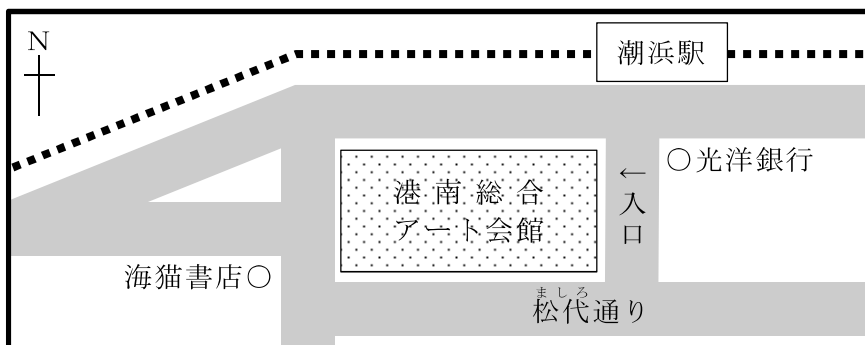 N
潮浜駅
○光洋銀行
港南総合
アート会館
←入口
海猫書店○
ましろ
松代通り